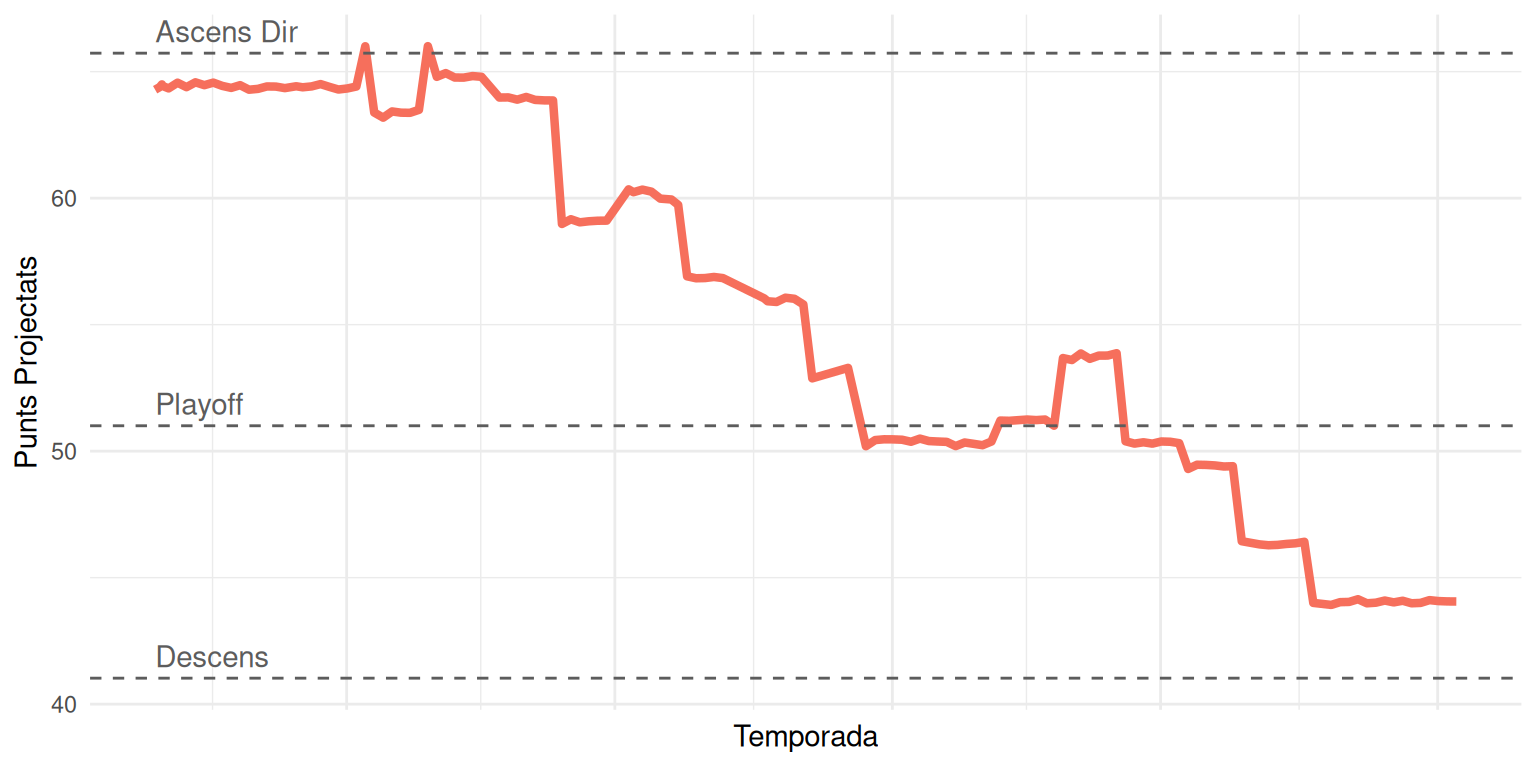 Ascens Dir
60
Playoff
50
Descens
40
Punts Projectats
Temporada